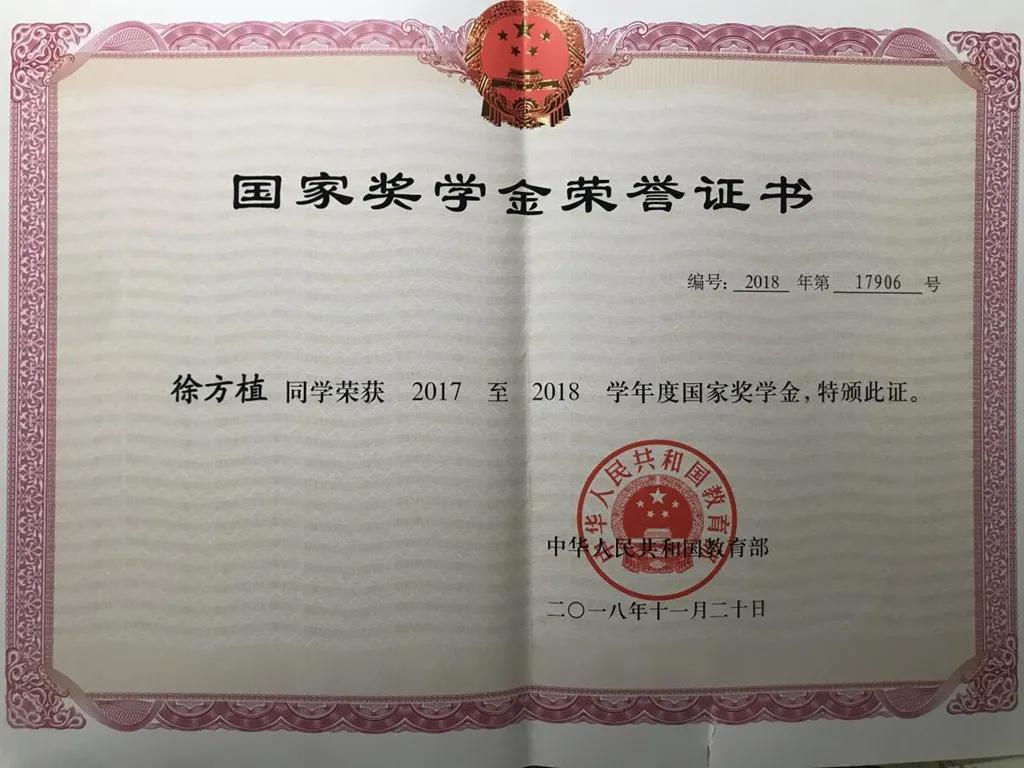 国家奖学金荣誉证书
编号: 2018 年第 17906 号
徐方植 同学荣获 2017 至 2018 学年度国家奖学金,特颁此证。
中华人民共和国教育部
中华人民共和国教育部
二〇一八年十一月二十日